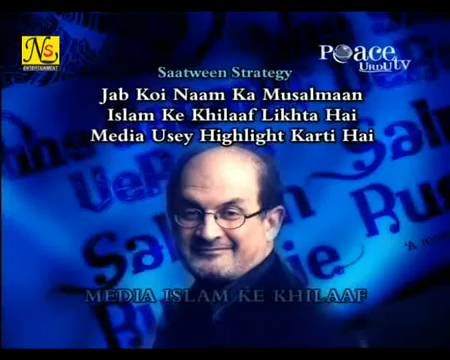 Ns
ENTERTAINMENT
Peace
URDU tv
Saatween Strategy
Jab Koi Naam Ka Musalmaan
Islam Ke Khilaaf Likhta Hai
Media Usey Highlight Karti Hai
MEDIA ISLAM KE KHILAAF